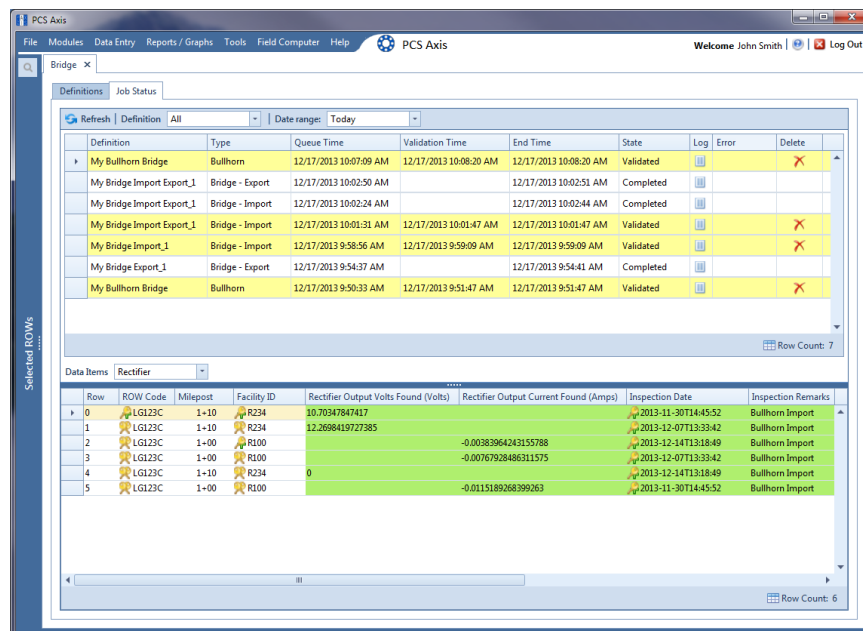 PCS Axis
File Modules Data Entry Reports / Graphs Tools Field Computer Help PCS Axis Welcome John Smith | Log Out
Bridge
Definitions Job Status
Refresh | Definition All | Date range: Today
Definition Type Queue Time Validation Time End Time State Log Error Delete
My Bullhorn Bridge Bullhorn 12/17/2013 10:07:09 AM 12/17/2013 10:08:20 AM 12/17/2013 10:08:20 AM Validated
My Bridge Import Export_1 Bridge - Export 12/17/2013 10:02:50 AM 12/17/2013 10:02:51 AM Completed
My Bridge Import Export_1 Bridge - Import 12/17/2013 10:02:24 AM 12/17/2013 10:02:44 AM Completed
My Bridge Import Export_1 Bridge - Import 12/17/2013 10:01:31 AM 12/17/2013 10:01:47 AM 12/17/2013 10:01:47 AM Validated
My Bridge Import_1 Bridge - Import 12/17/2013 9:58:56 AM 12/17/2013 9:59:09 AM 12/17/2013 9:59:09 AM Validated
My Bridge Export_1 Bridge - Export 12/17/2013 9:54:37 AM 12/17/2013 9:54:41 AM Completed
My Bullhorn Bridge Bullhorn 12/17/2013 9:50:33 AM 12/17/2013 9:51:47 AM 12/17/2013 9:51:47 AM Validated
Row Count: 7
Selected ROWs
Data Items Rectifier
Row ROW Code Milepost Facility ID Rectifier Output Volts Found (Volts) Rectifier Output Current Found (Amps) Inspection Date Inspection Remarks
0 LG123C 1+10 R234 10.70347847417 2013-11-30T14:45:52 Bullhorn Import
1 LG123C 1+10 R234 12.2698419727385 2013-12-07T13:33:42 Bullhorn Import
2 LG123C 1+00 R100 -0.00383964243155788 2013-12-14T13:18:49 Bullhorn Import
3 LG123C 1+00 R100 -0.00767928486311575 2013-12-07T13:33:42 Bullhorn Import
4 LG123C 1+10 R234 0 2013-12-14T13:18:49 Bullhorn Import
5 LG123C 1+00 R100 -0.0115189268399263 2013-11-30T14:45:52 Bullhorn Import
Row Count: 6